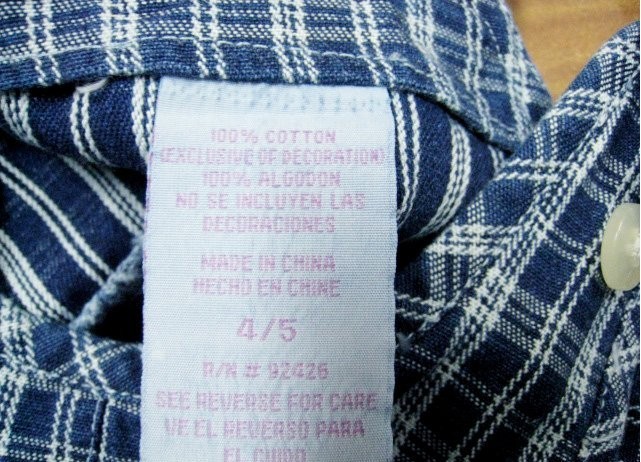 100% COTTON
(EXCLUSIVE OF DECORATION)
100% ALGODON
NO SE INCLUYEN LAS
DECORACIONES
MADE IN CHINA
HECHO EN CHINE
4/5
R/N # 92426
SEE REVERSE FOR CARE
VE EL REVERSO PARA
EL CUIDO